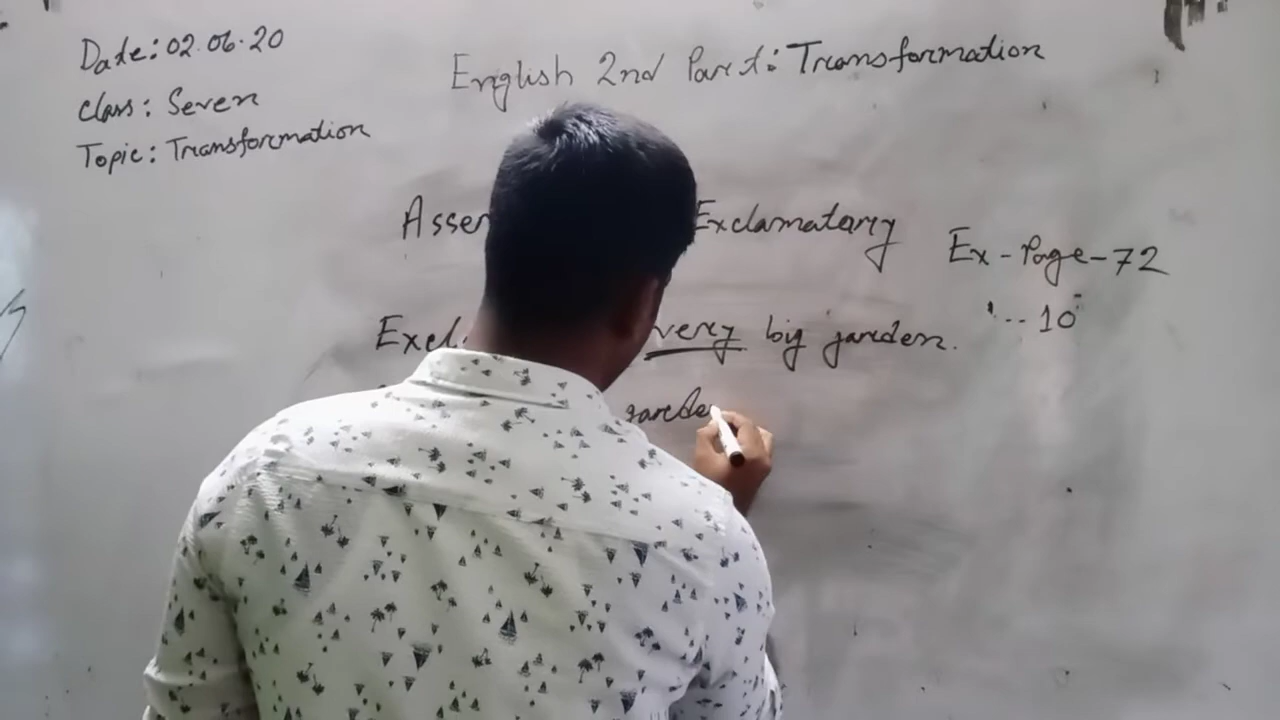 Date: 02.06.20
English 2nd Part: Transformation
Class: Seven
Topic: Transformation
Exclamatory
Ex-Page-72
10
very big garden.